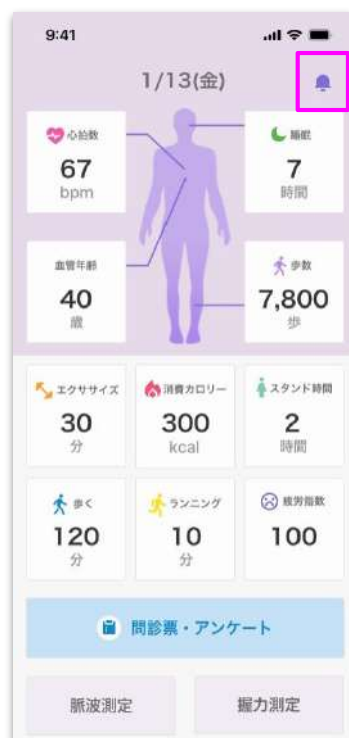 9:41
1/13(金)
心拍数
67
bpm
睡眠
7
時間
血管年齢
40
歳
歩数
7,800
歩
エクササイズ
30
分
消費カロリー
300
kcal
スタンド時間
2
時間
歩く
120
分
ランニング
10
分
疲労指数
100
問診票・アンケート
脈波測定
握力測定